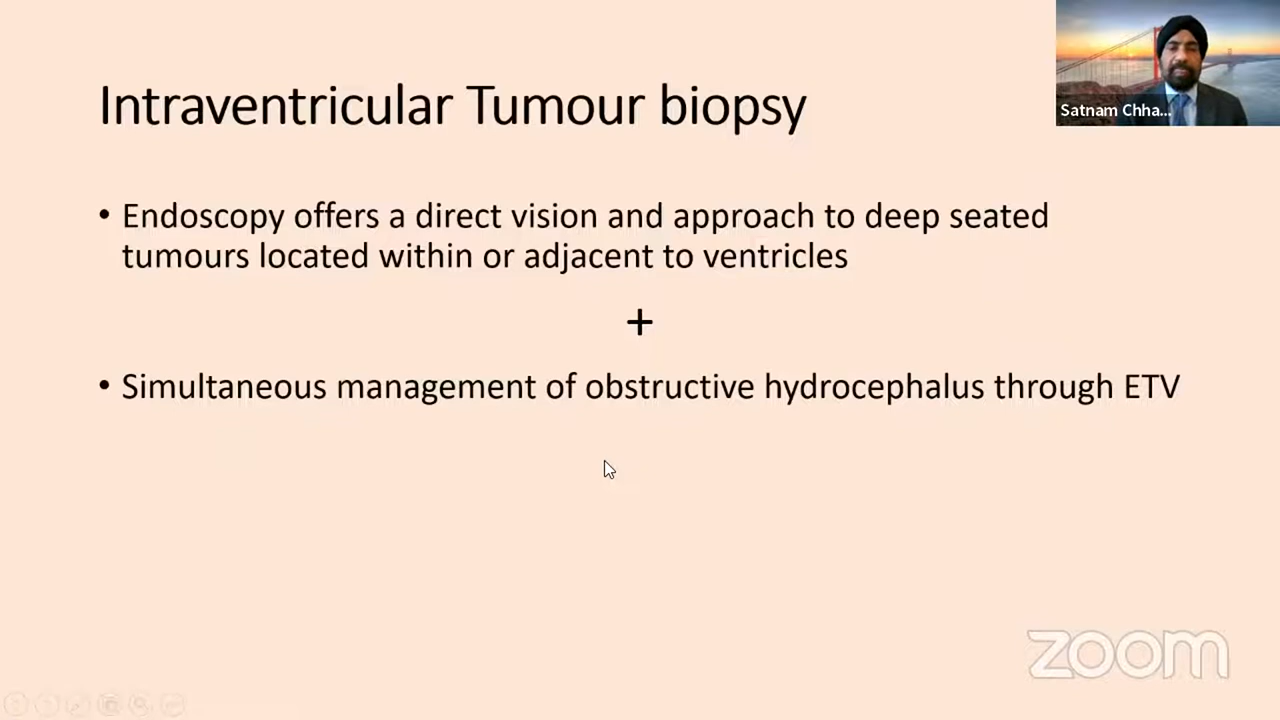 Intraventricular Tumour biopsy
Satnam Chha...
• Endoscopy offers a direct vision and approach to deep seated
tumours located within or adjacent to ventricles
+
• Simultaneous management of obstructive hydrocephalus through ETV
zoom